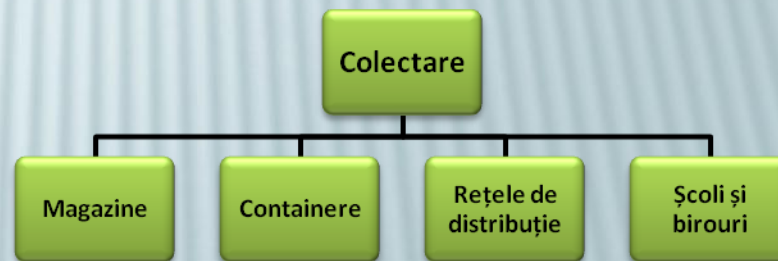 Colectare
Magazine
Containere
Rețele de
distribuție
Școli și
birouri